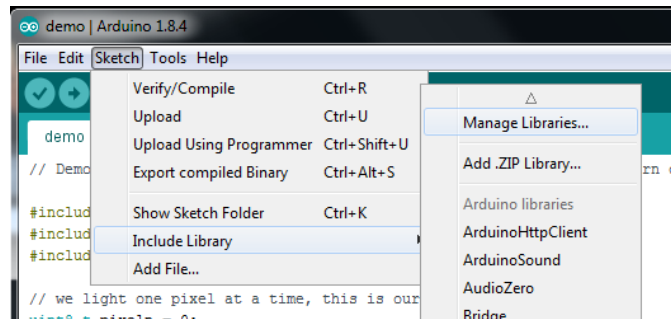 demo | Arduino 1.8.4
File Edit Sketch Tools Help
Verify/Compile Ctrl+R
Upload Ctrl+U
Upload Using Programmer Ctrl+Shift+U
Export compiled Binary Ctrl+Alt+S
Show Sketch Folder Ctrl+K
Include Library
Add File...
Manage Libraries...
Add .ZIP Library...
Arduino libraries
ArduinoHttpClient
ArduinoSound
AudioZero
Bridge
demo
// Demo
#includ
#includ
#includ
// we light one pixel at a time, this is our
uint8_t pixeln = 0;